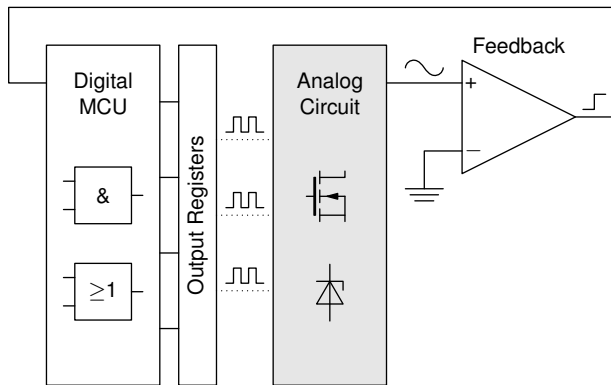 Feedback
Digital
MCU
Output Registers
Analog
Circuit
+
−
&
≥1